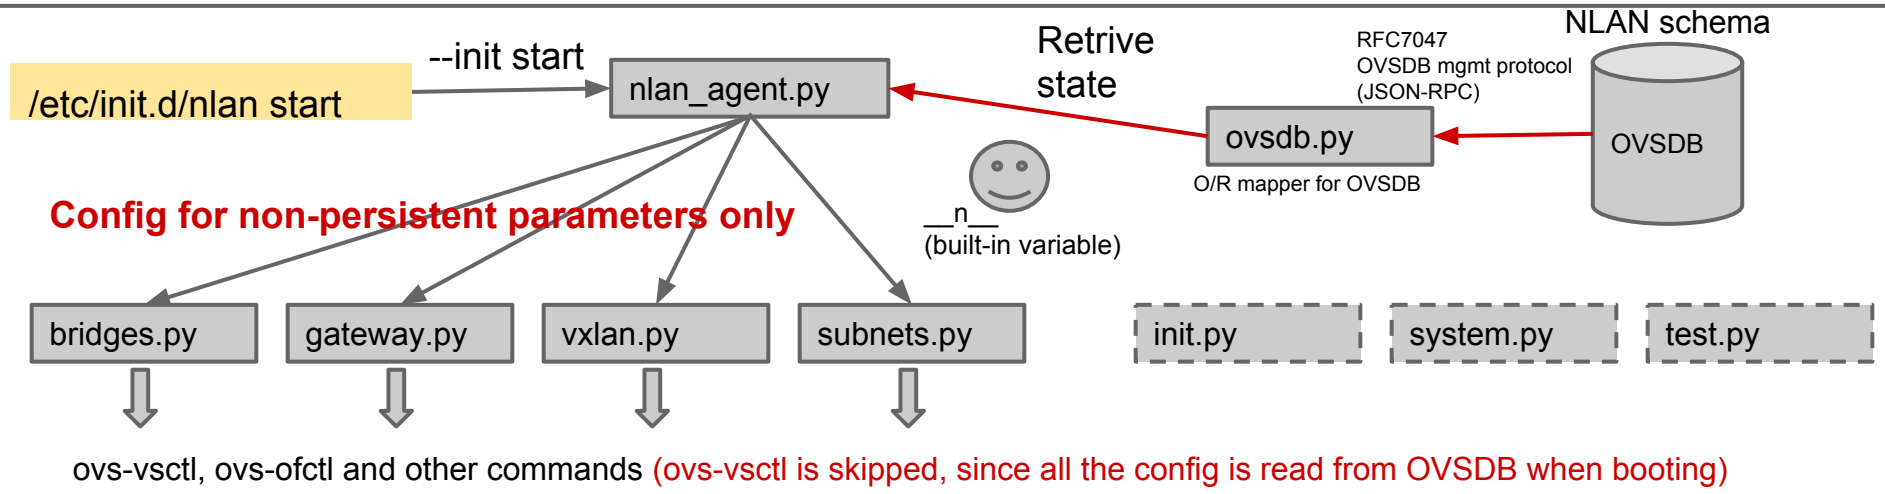 NLAN schema
--init start
Retrive
state
RFC7047
OVSDB mgmt protocol
(JSON-RPC)
/etc/init.d/nlan start
nlan_agent.py
ovsdb.py
OVSDB
O/R mapper for OVSDB
Config for non-persistent parameters only
__n__
(built-in variable)
bridges.py
gateway.py
vxlan.py
subnets.py
init.py
system.py
test.py
ovs-vsctl, ovs-ofctl and other commands (ovs-vsctl is skipped, since all the config is read from OVSDB when booting)